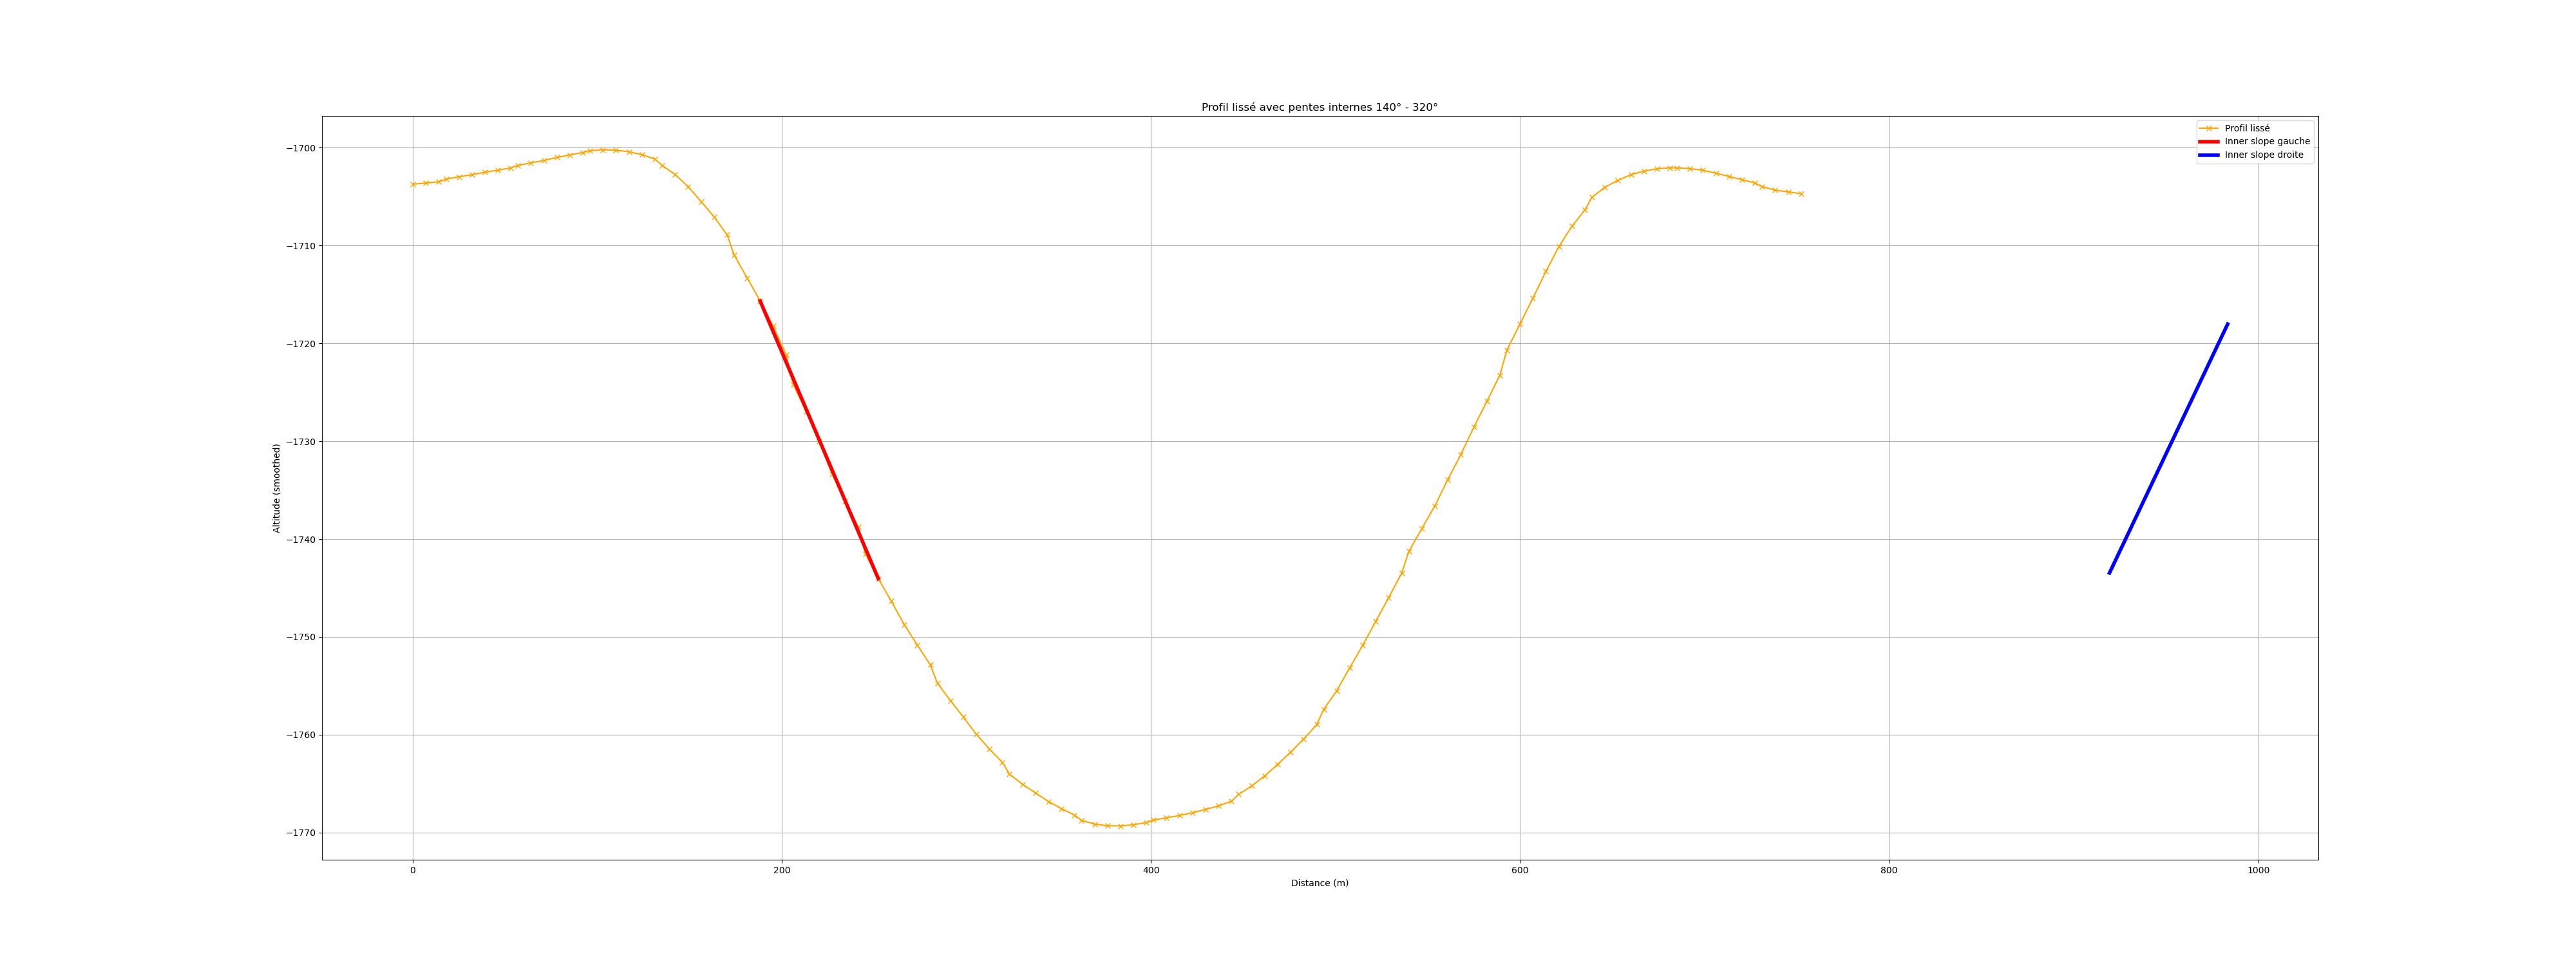 Profil lissé avec pentes internes 140° - 320°
Profil lissé
Inner slope gauche
Inner slope droite
Altitude (smoothed)
−1700
−1710
−1720
−1730
−1740
−1750
−1760
−1770
0 200 400 600 800 1000
Distance (m)